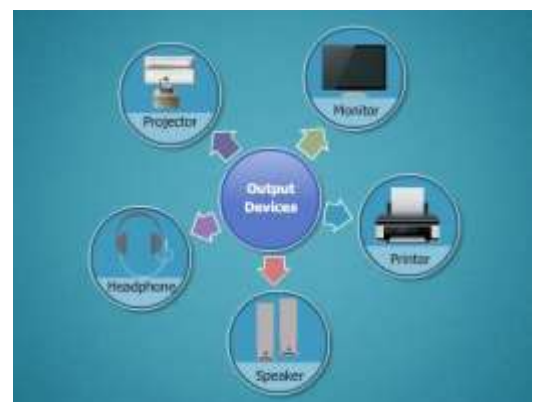 Projector
Monitor
Output
Devices
Headphone
Printer
Speaker